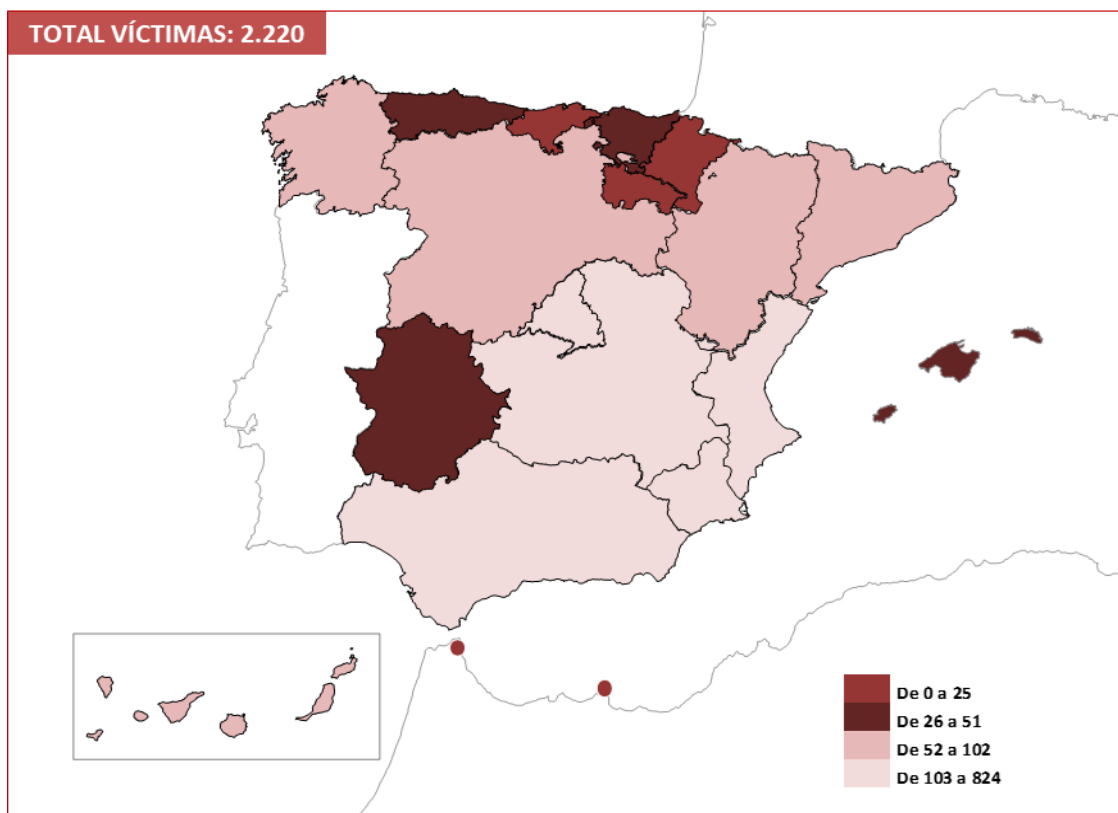 TOTAL VÍCTIMAS: 2.220
De 0 a 25
De 26 a 51
De 52 a 102
De 103 a 824